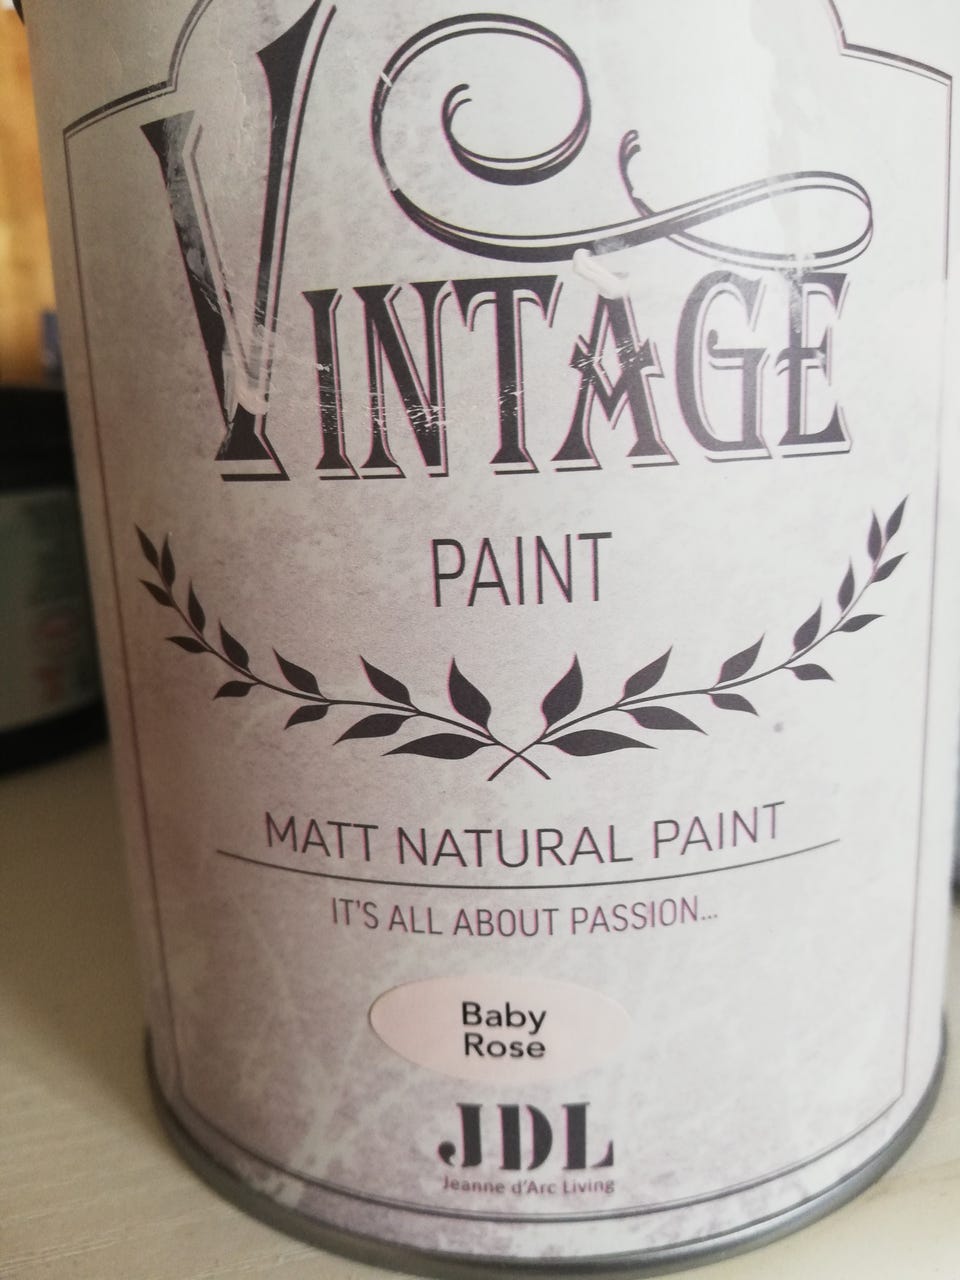 VINTAGE
PAINT
MATT NATURAL PAINT
IT'S ALL ABOUT PASSION...
Baby
Rose
JDL
Jeanne d'Arc Living